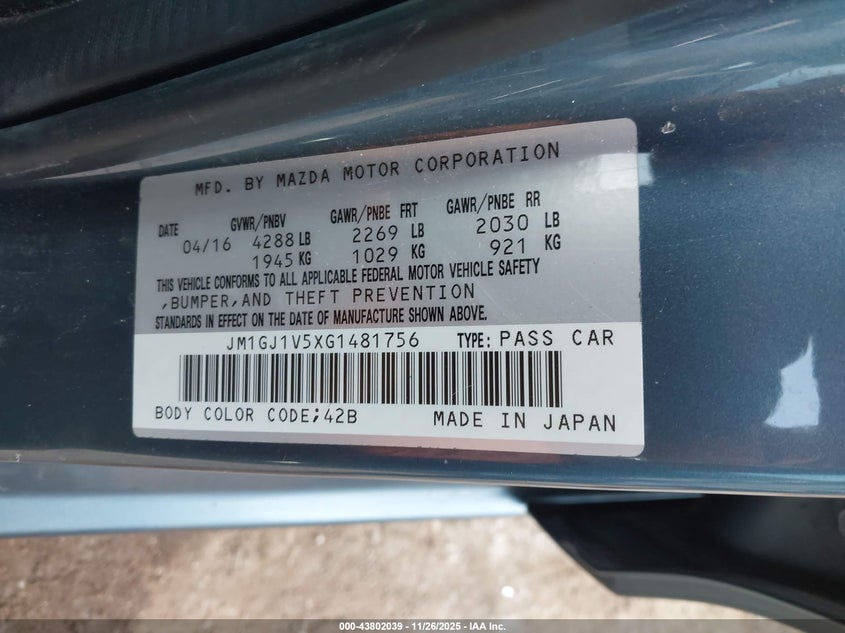 MFD. BY MAZDA MOTOR CORPORATION
DATE GVWR/PNBV GAWR/PNBE FRT GAWR/PNBE RR
04/16 4288 LB 2269 LB 2030 LB
1945 KG 1029 KG 921 KG
THIS VEHICLE CONFORMS TO ALL APPLICABLE FEDERAL MOTOR VEHICLE SAFETY
,BUMPER,AND THEFT PREVENTION
STANDARDS IN EFFECT ON THE DATE OF MANUFACTURE SHOWN ABOVE.
JM1GJ1V5XG1481756 TYPE: PASS CAR
BODY COLOR CODE;42B MADE IN JAPAN
000-43802039 - 11/26/2025 - IAA Inc.